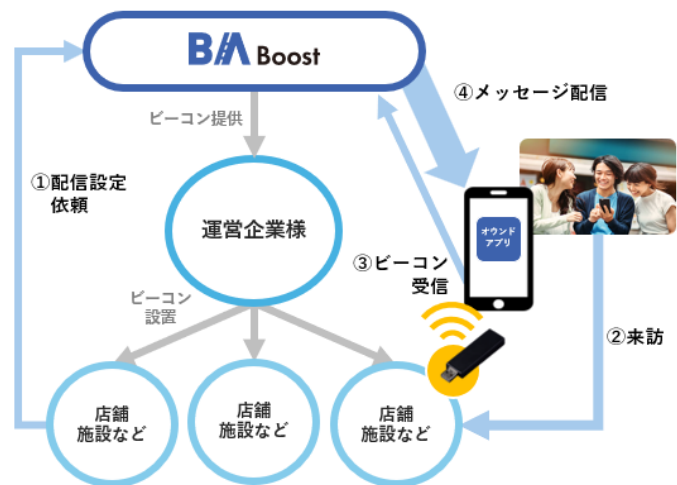 BIA Boost
④メッセージ配信
ビーコン提供
①配信設定
依頼
運営企業様
オウンド
アプリ
③ビーコン
受信
ビーコン
設置
②来訪
店舗
施設など
店舗
施設など
店舗
施設など